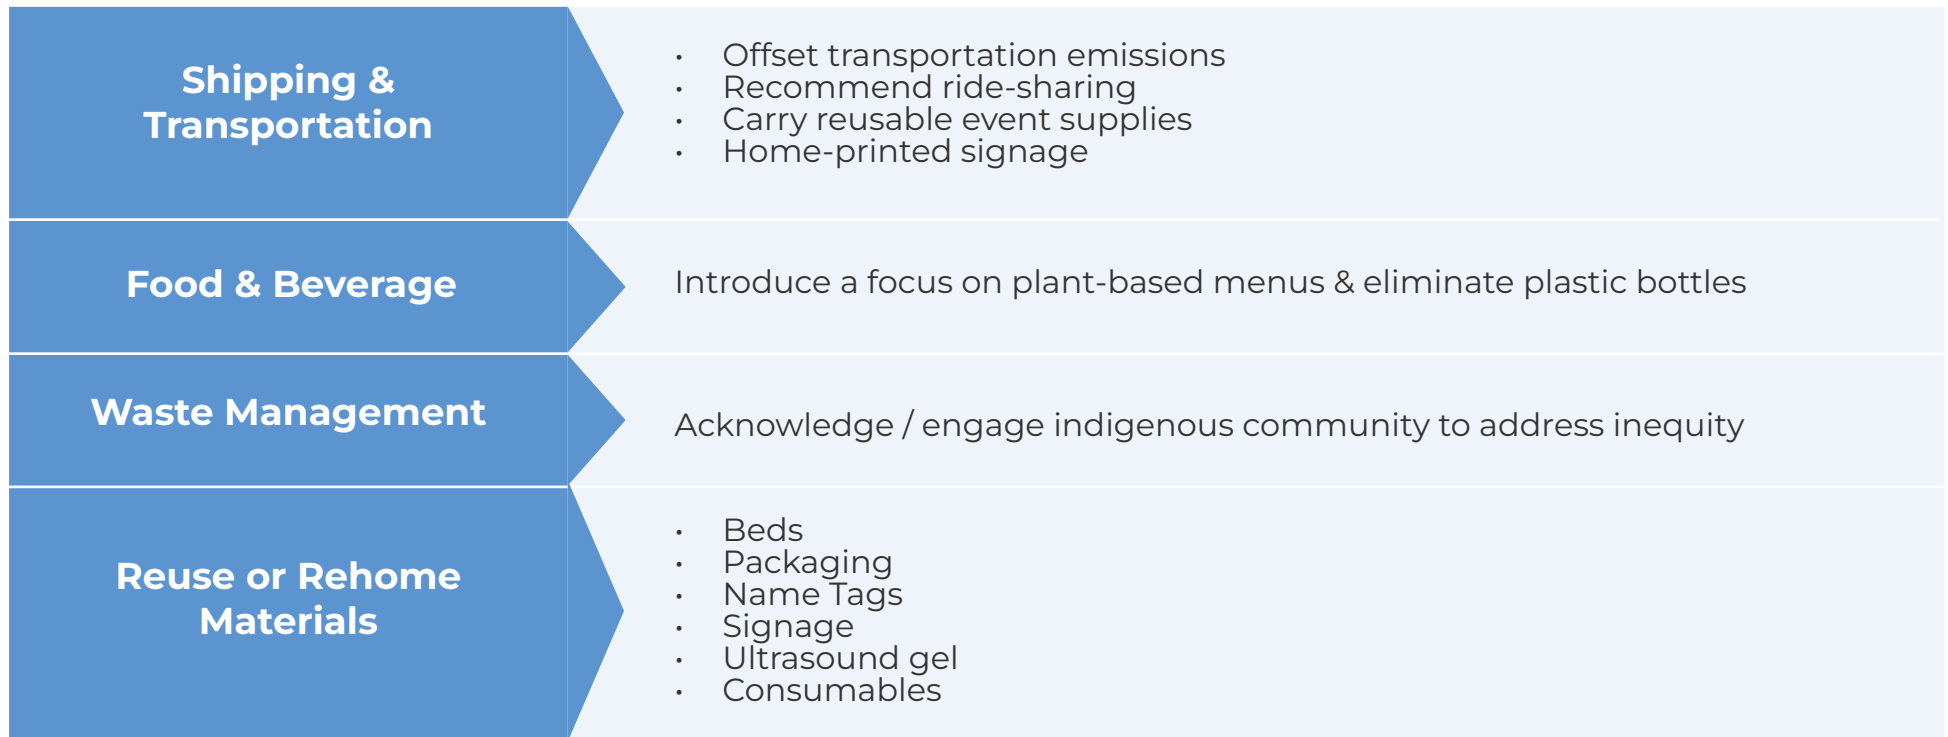 Shipping &
Transportation
• Offset transportation emissions
• Recommend ride-sharing
• Carry reusable event supplies
• Home-printed signage
Food & Beverage
Introduce a focus on plant-based menus & eliminate plastic bottles
Waste Management
Acknowledge / engage indigenous community to address inequity
Reuse or Rehome
Materials
• Beds
• Packaging
• Name Tags
• Signage
• Ultrasound gel
• Consumables